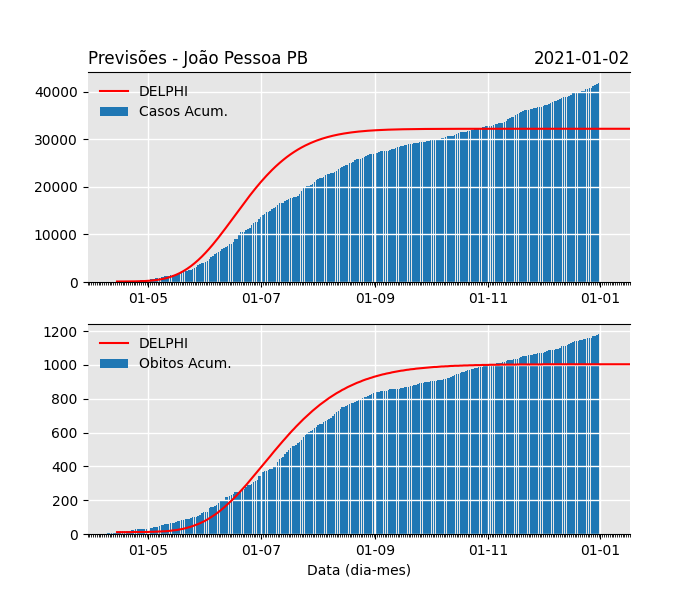 Previsões - João Pessoa PB 2021-01-02
DELPHI
Casos Acum.
40000
30000
20000
10000
0
01-05 01-07 01-09 01-11 01-01
DELPHI
Obitos Acum.
1200
1000
800
600
400
200
0
01-05 01-07 01-09 01-11 01-01
Data (dia-mes)